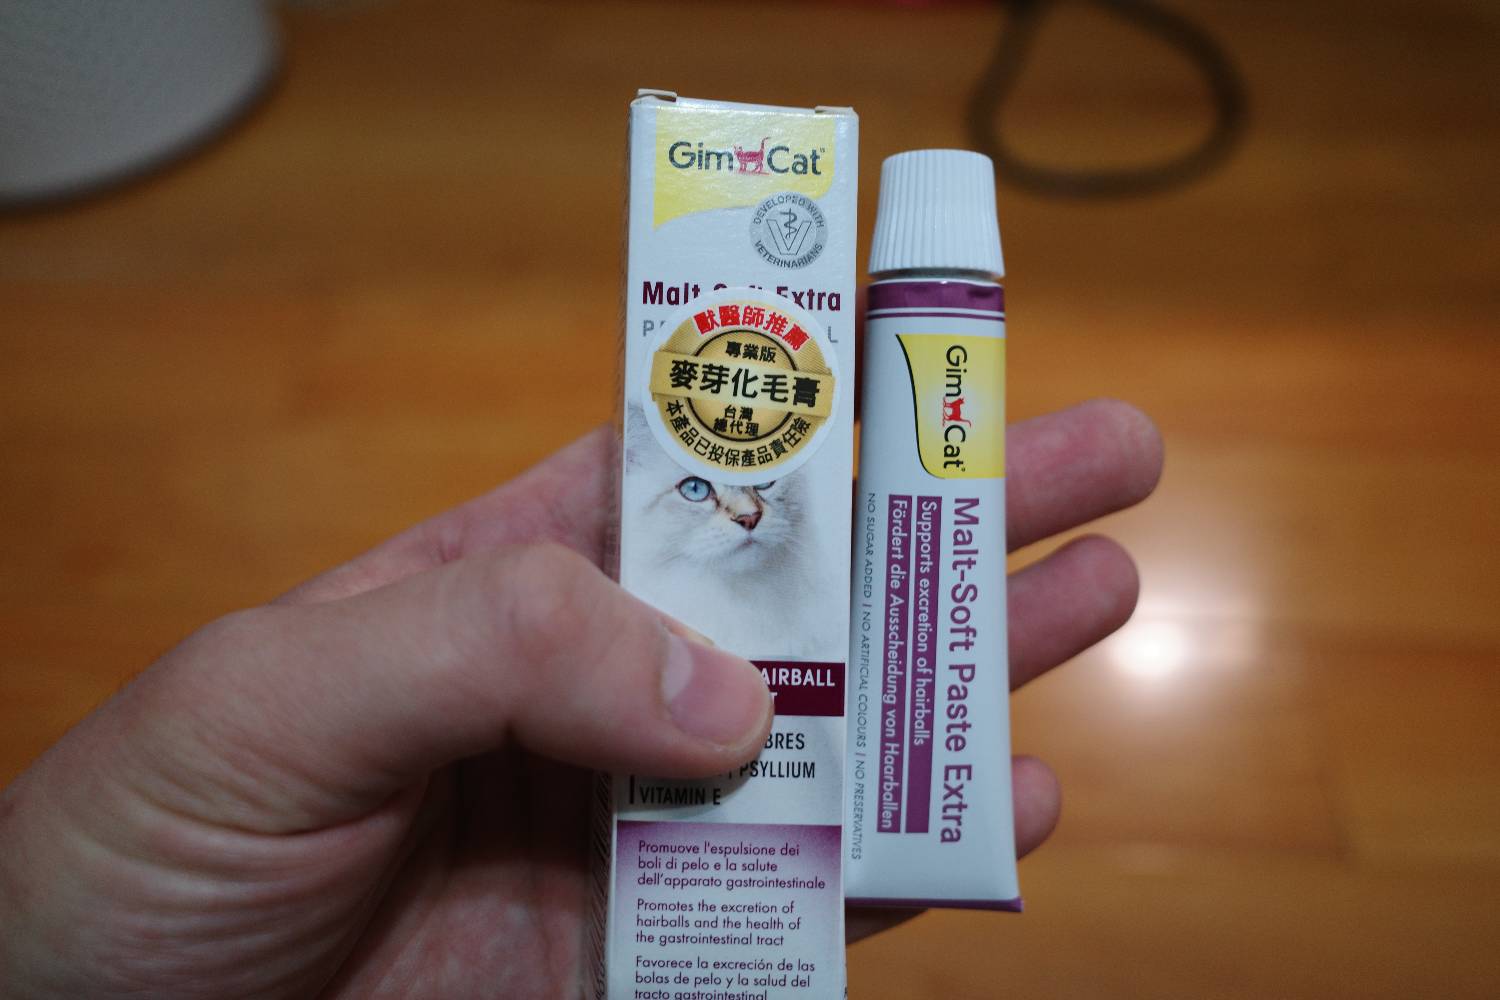 GimCat
DEVELOPED WITH
VETERINARIANS
Malt Extra
獸醫師推薦
專業版
麥芽化毛膏
台灣
總代理
本產品已投保產品責任險
AIRBALL
BRES
PSYLLIUM
VITAMIN E
Promuove l'espulsione dei
boli di pelo e la salute
dell'apparato gastrointestinale
Promotes the excretion of
hairballs and the health of
the gastrointestinal tract
Favorece la excreción de las
bolas de pelo y la salud del
tracto gastrointestinal
GimCat
Malt-Soft Paste Extra
Supports excretion of hairballs
Fördert die Ausscheidung von Haarballen
NO SUGAR ADDED | NO ARTIFICIAL COLOURS | NO PRESERVATIVES